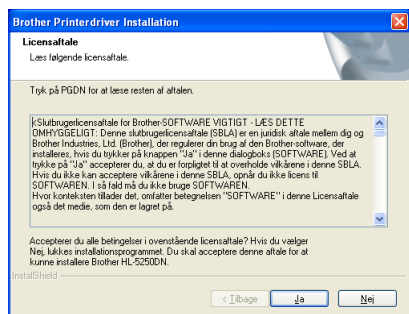 Brother Printerdriver Installation
Licensaftale
Læs følgende licensaftale.
Tryk på PGDN for at læse resten af aftalen.
kSlutbrugerlicensaftale for Brother-SOFTWARE VIGTIGT - LÆS DETTE
OMHYGGELIGT: Denne slutbrugerlicensaftale (SBLA) er en juridisk aftale mellem dig og
Brother Industries, Ltd. (Brother), der regulerer din brug af den Brother-software, der
installeres, hvis du trykker på knappen "Ja" i denne dialogboks (SOFTWARE). Ved at
trykke på "Ja" accepterer du, at du er forpligtet til at overholde vilkårene i denne SBLA.
Hvis du ikke kan acceptere vilkårene i denne SBLA, opnår du ikke licens til
SOFTWAREN. I så fald må du ikke bruge SOFTWAREN.
Hvor konteksten tillader det, omfatter betegnelsen "SOFTWARE" i denne Licensaftale
også det medie, som den er lagret på.
Accepterer du alle betingelser i ovenstående licensaftale? Hvis du vælger
Nej, lukkes installationsprogrammet. Du skal acceptere denne aftale for at
kunne installere Brother HL-5250DN.
InstallShield
< Tilbage Ja Nej